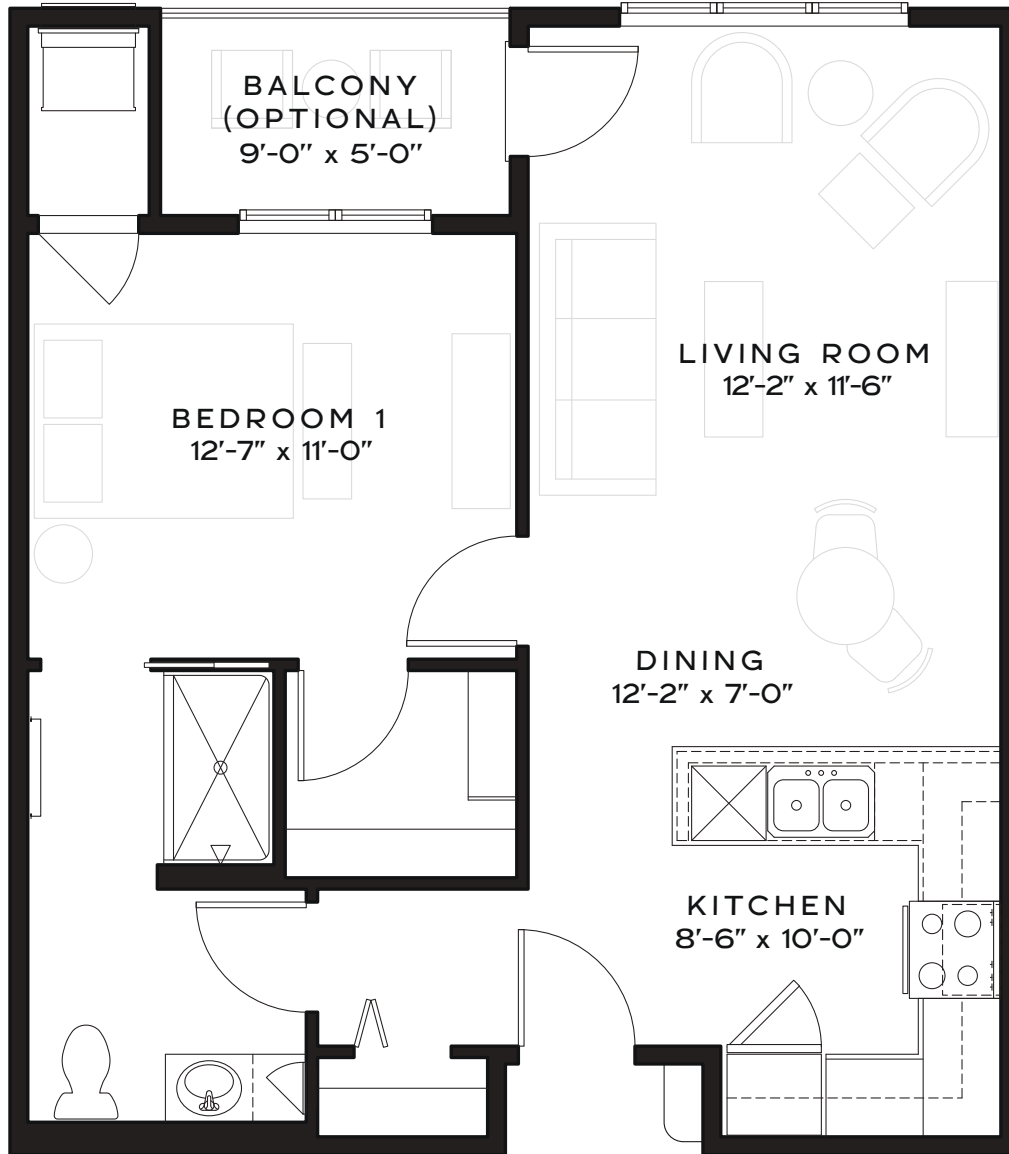 BALCONY
(OPTIONAL)
9'-0" x 5'-0"
LIVING ROOM
12'-2" x 11'-6"
BEDROOM 1
12'-7" x 11'-0"
DINING
12'-2" x 7'-0"
KITCHEN
8'-6" x 10'-0"